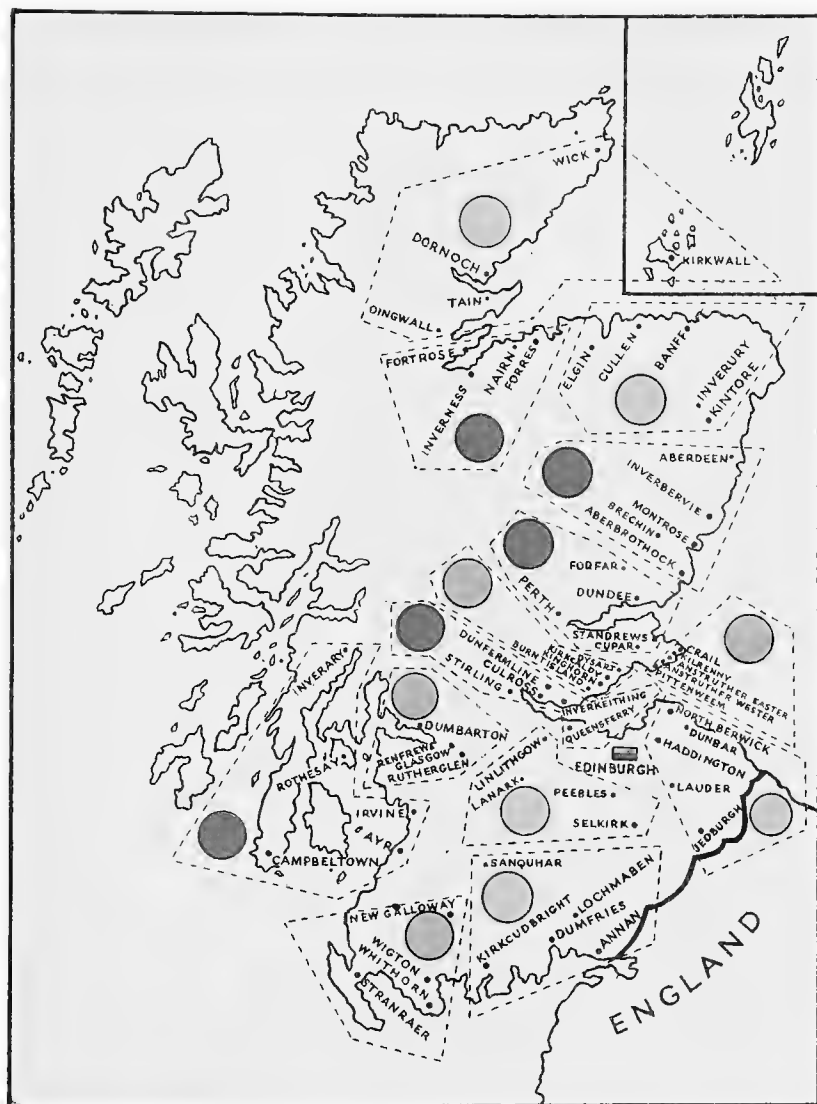 WICK
KIRKWALL
DORNOCH
TAIN
DINGWALL
FORTROSE
INVERNESS
NAIRN
FORRES
ELGIN
CULLEN
BANFF
INVERURY
KINTORE
ABERDEEN
INVERBERVIE
MONTROSE
BRECHIN
ABERBROTHOCK
FORFAR
DUNDEE
PERTH
ST ANDREWS
CUPAR
CRAIL
KILRENNY
ANSTRUTHER EASTER
ANSTRUTHER WESTER
PITTENWEEM
DYSART
KIRKCALDY
KINGHORN
BURNTISLAND
DUNFERMLINE
CULROSS
STIRLING
INVERKEITHING
QUEENSFERRY
INVERARY
DUMBARTON
RENFREW
GLASGOW
RUTHERGLEN
ROTHESAY
LINLITHGOW
LANARK
EDINBURGH
PEEBLES
SELKIRK
NORTH BERWICK
DUNBAR
HADDINGTON
LAUDER
JEDBURGH
IRVINE
AYR
CAMPBELTOWN
SANQUHAR
NEW GALLOWAY
KIRKCUDBRIGHT
LOCHMABEN
DUMFRIES
ANNAN
WIGTON
WHITHORN
STRANRAER
ENGLAND